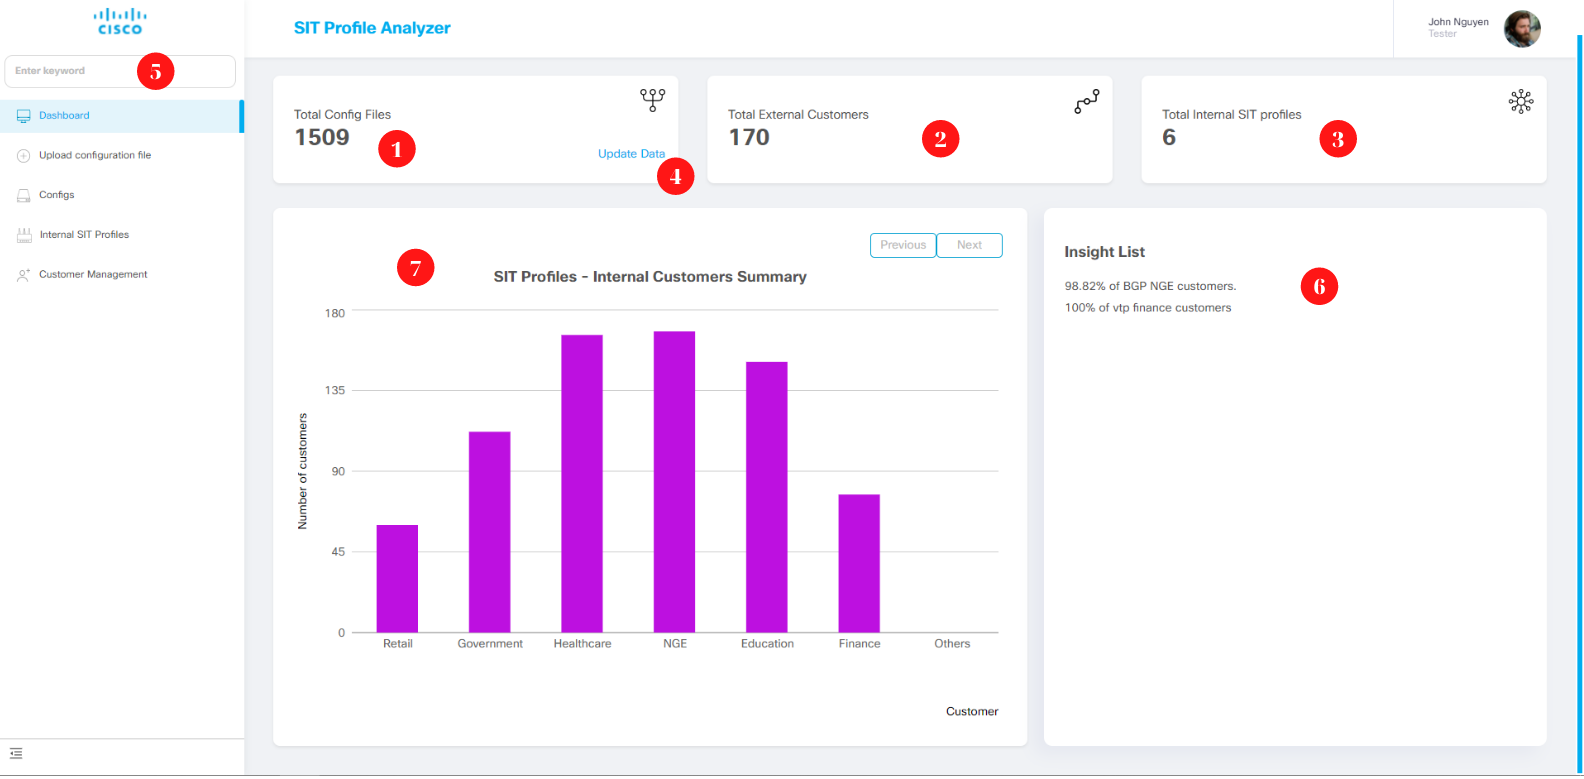 CISCO
SIT Profile Analyzer
John Nguyen
Tester
Enter keyword
5
Dashboard
Upload configuration file
Configs
Internal SIT Profiles
Customer Management
Total Config Files
1509
1
Update Data
4
Total External Customers
170
2
Total Internal SIT profiles
6
3
Previous
Next
7
SIT Profiles - Internal Customers Summary
Number of customers
180
135
90
45
0
Retail
Government
Healthcare
NGE
Education
Finance
Others
Customer
Insight List
98.82% of BGP NGE customers.
100% of vtp finance customers
6